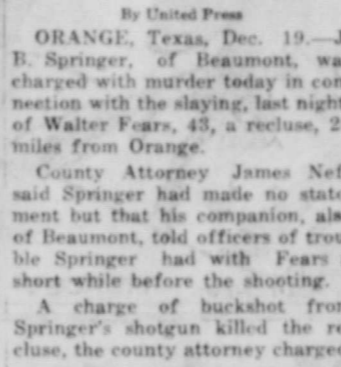 By United Press
ORANGE, Texas, Dec. 19.—J
B. Springer, of Beaumont, wa
charged with murder today in con
nection with the slaying, last night
of Walter Fears, 43, a recluse, 2
miles from Orange.
County Attorney James Nef
said Springer had made no state
ment but that his companion, als
of Beaumont, told officers of trou
ble Springer had with Fears
short while before the shooting.
A charge of buckshot from
Springer's shotgun killed the re
cluse, the county attorney charged